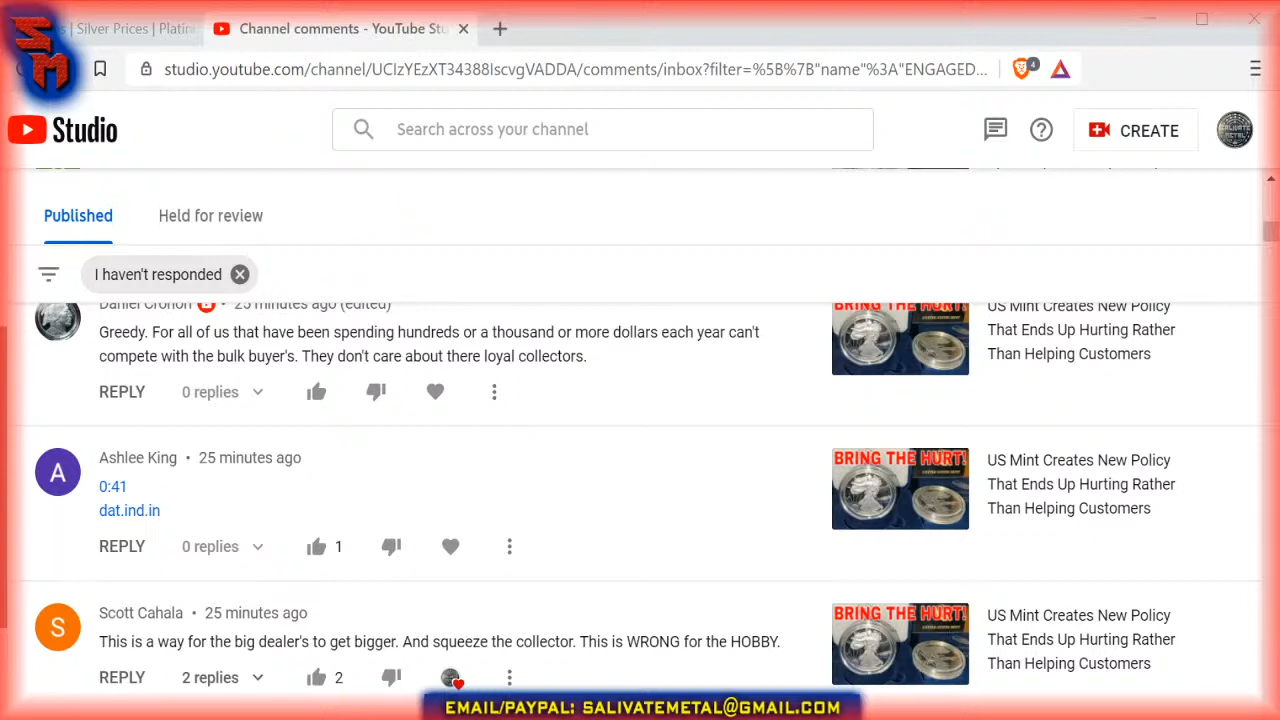 SM
s | Silver Prices | Platin
Channel comments - YouTube Stu
studio.youtube.com/channel/UCIzYEzXT34388IscvgVADDA/comments/inbox?filter=%5B%7B"name"%3A"ENGAGED...
4
Studio
Search across your channel
CREATE
Published
Held for review
I haven't responded
Daniel Cronon • 25 minutes ago (edited)
Greedy. For all of us that have been spending hundreds or a thousand or more dollars each year can't
compete with the bulk buyer's. They don't care about there loyal collectors.
REPLY 0 replies
BRING THE HURT!
US Mint Creates New Policy
That Ends Up Hurting Rather
Than Helping Customers
A
Ashlee King • 25 minutes ago
0:41
dat.ind.in
REPLY 0 replies 1
BRING THE HURT!
US Mint Creates New Policy
That Ends Up Hurting Rather
Than Helping Customers
S
Scott Cahala • 25 minutes ago
This is a way for the big dealer's to get bigger. And squeeze the collector. This is WRONG for the HOBBY.
REPLY 2 replies 2
BRING THE HURT!
US Mint Creates New Policy
That Ends Up Hurting Rather
Than Helping Customers
EMAIL/PAYPAL: SALIVATEMETAL@GMAIL.COM